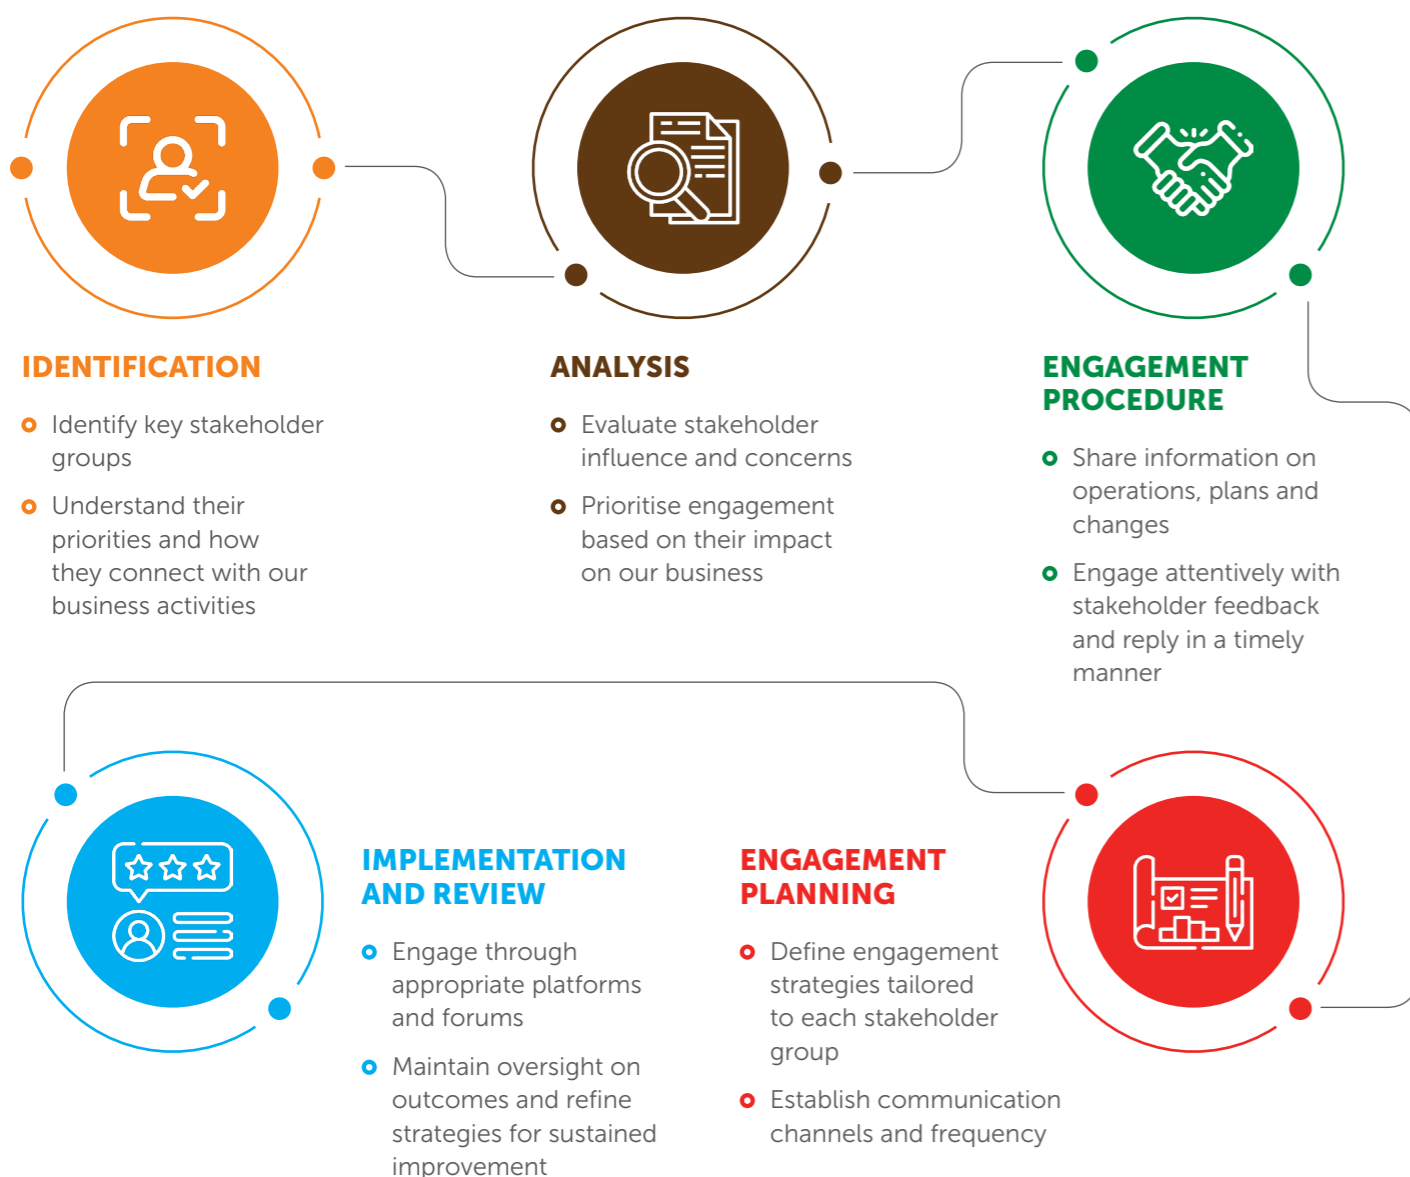 IDENTIFICATION
Identify key stakeholder
groups
Understand their
priorities and how
they connect with our
business activities
ANALYSIS
Evaluate stakeholder
influence and concerns
Prioritise engagement
based on their impact
on our business
ENGAGEMENT
PROCEDURE
Share information on
operations, plans and
changes
Engage attentively with
stakeholder feedback
and reply in a timely
manner
IMPLEMENTATION
AND REVIEW
Engage through
appropriate platforms
and forums
Maintain oversight on
outcomes and refine
strategies for sustained
improvement
ENGAGEMENT
PLANNING
Define engagement
strategies tailored
to each stakeholder
group
Establish communication
channels and frequency